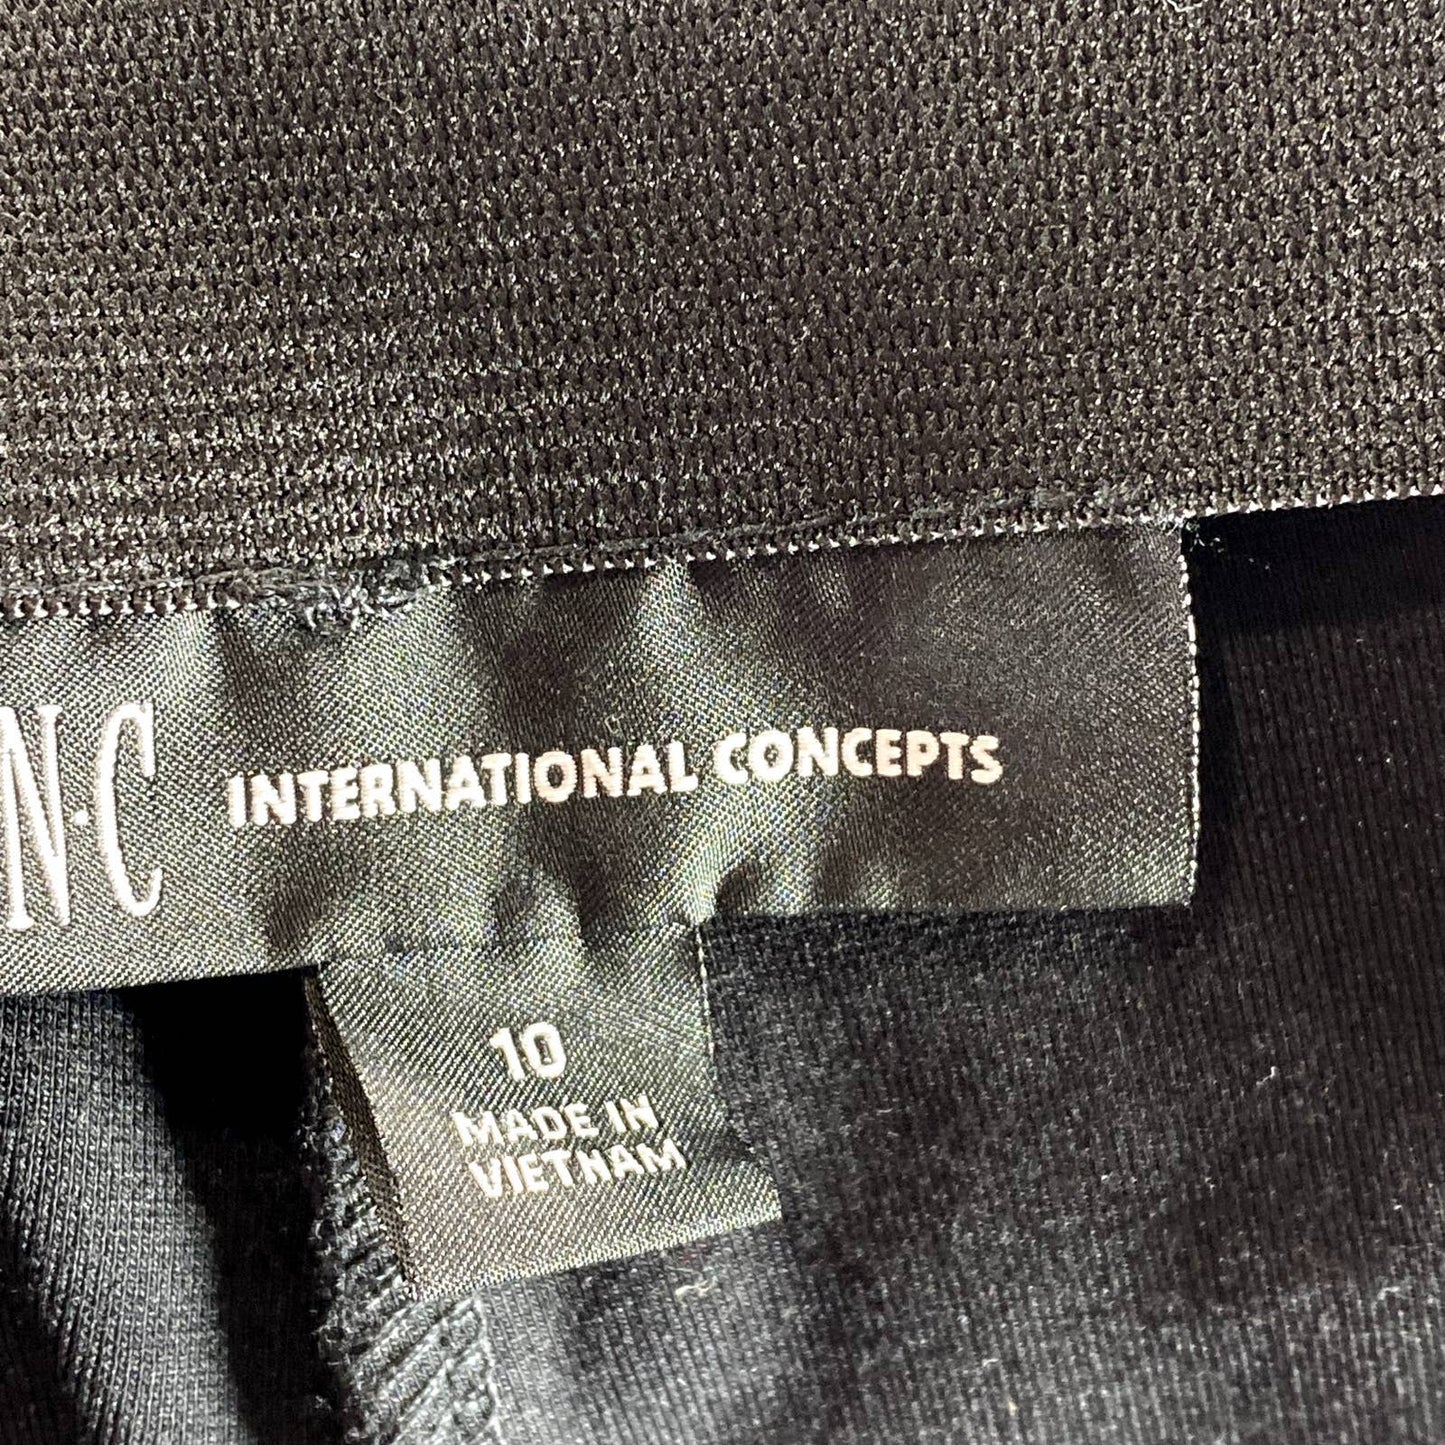 N·C INTERNATIONAL CONCEPTS
10
MADE IN
VIETNAM